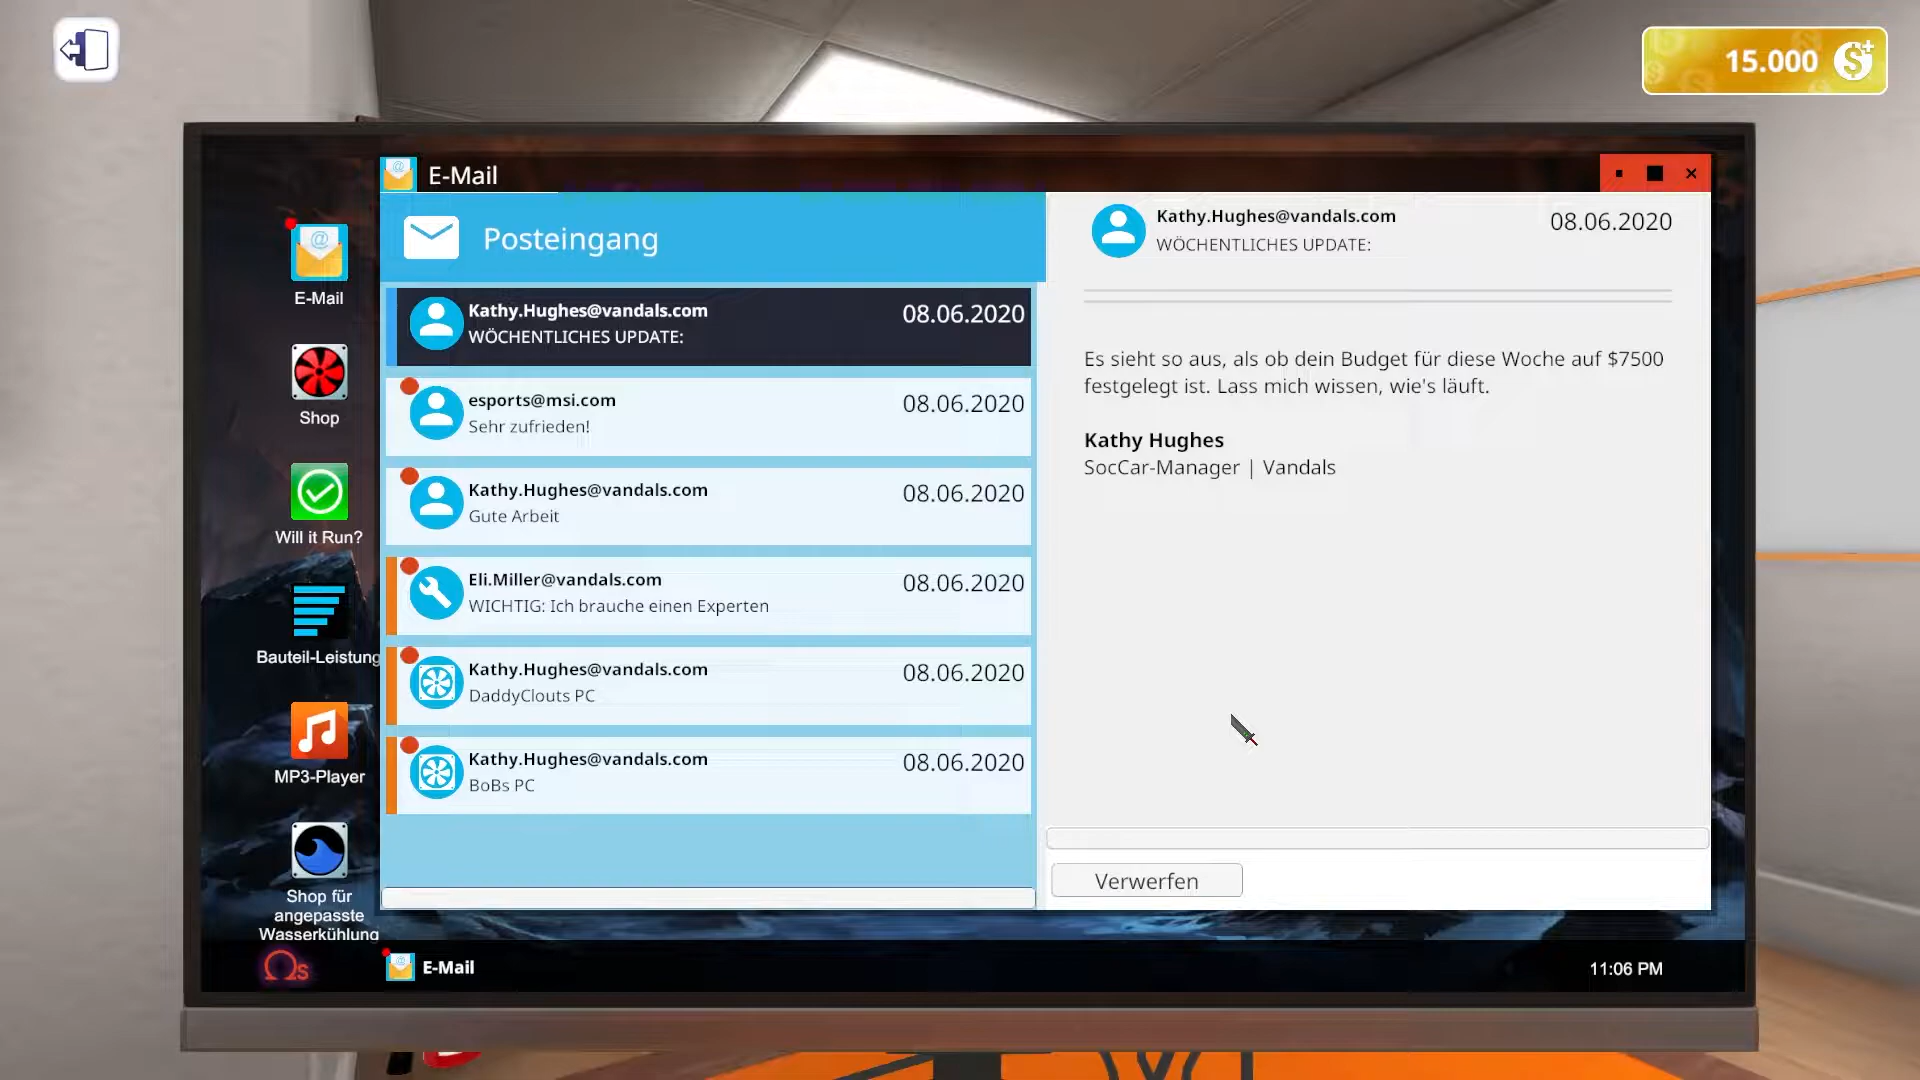 15.000
E-Mail
Posteingang
Kathy.Hughes@vandals.com
08.06.2020
WÖCHENTLICHES UPDATE:
esports@msi.com
08.06.2020
Sehr zufrieden!
Kathy.Hughes@vandals.com
08.06.2020
Gute Arbeit
Eli.Miller@vandals.com
08.06.2020
WICHTIG: Ich brauche einen Experten
Kathy.Hughes@vandals.com
08.06.2020
DaddyClouts PC
Kathy.Hughes@vandals.com
08.06.2020
BoBs PC
Kathy.Hughes@vandals.com
08.06.2020
WÖCHENTLICHES UPDATE:
Es sieht so aus, als ob dein Budget für diese Woche auf $7500
festgelegt ist. Lass mich wissen, wie's läuft.
Kathy Hughes
SocCar-Manager | Vandals
Verwerfen
E-Mail
Shop
Will it Run?
Bauteil-Leistung
MP3-Player
Shop für
angepasste
Wasserkühlung
Ωs
E-Mail
11:06 PM